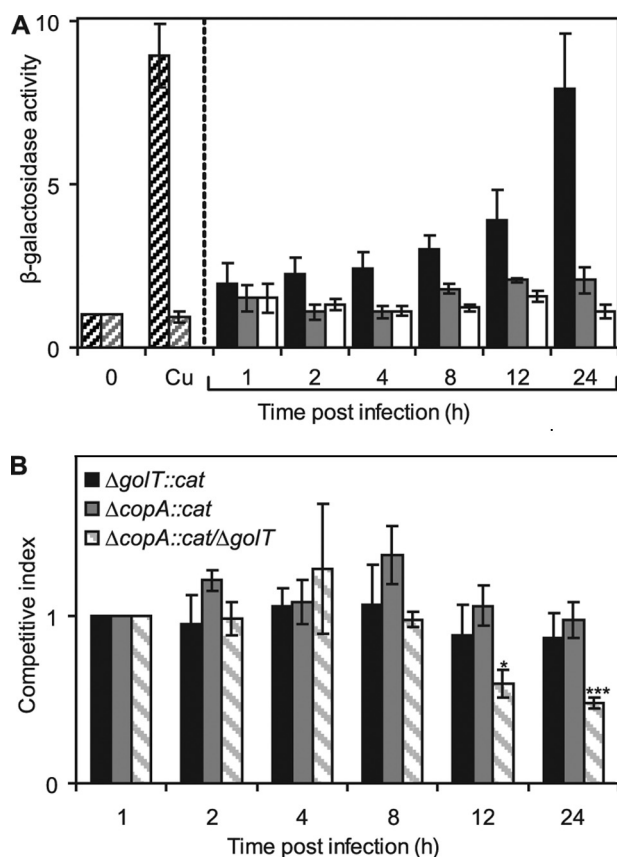 A
β-galactosidase activity
10
5
0
0 Cu 1 2 4 8 12 24
Time post infection (h)
B
ΔgolT::cat
ΔcopA::cat
ΔcopA::cat/ΔgolT
Competitive index
1
0
*
***
1 2 4 8 12 24
Time post infection (h)